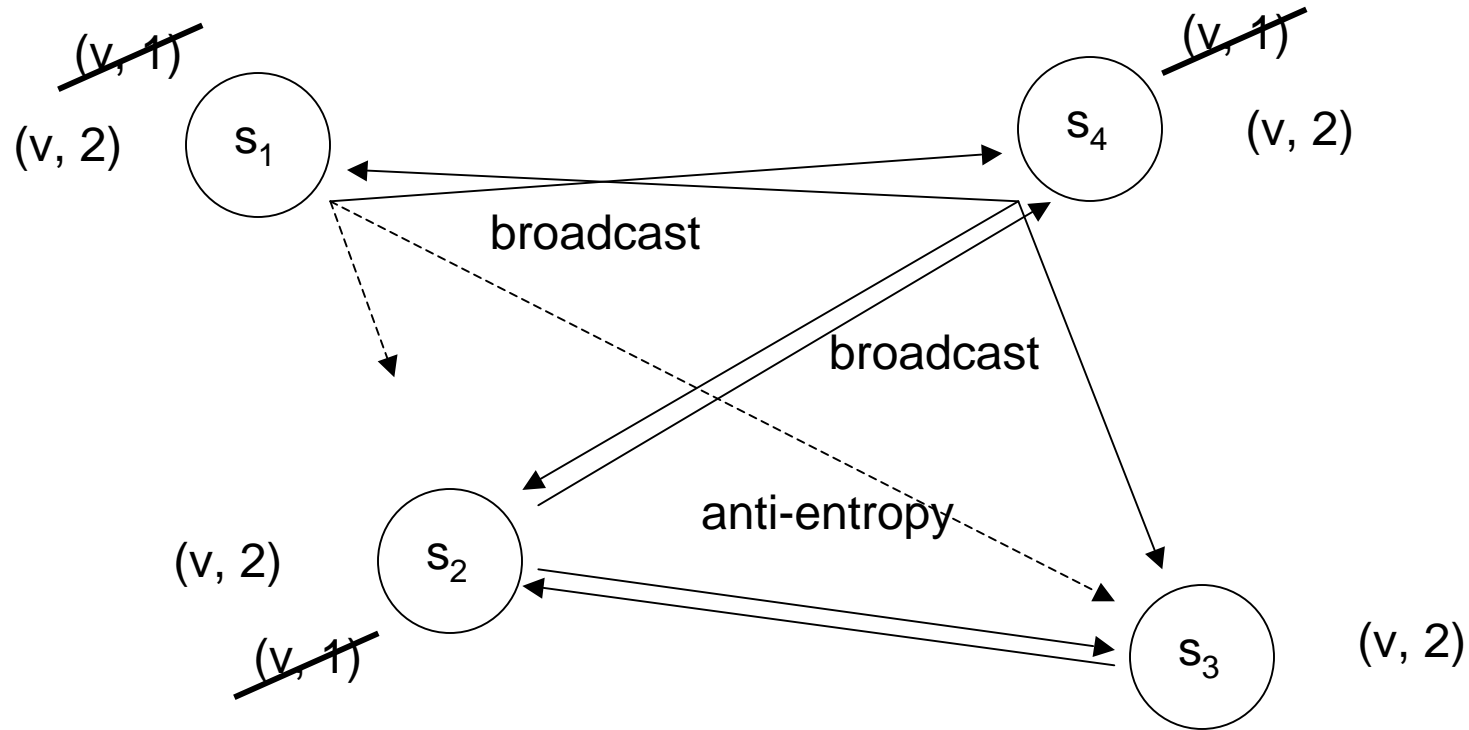 (v, 1)
(v, 1)
s₁
s₄
(v, 2)
(v, 2)
broadcast
broadcast
anti-entropy
(v, 2)
s₂
(v, 1)
s₃
(v, 2)